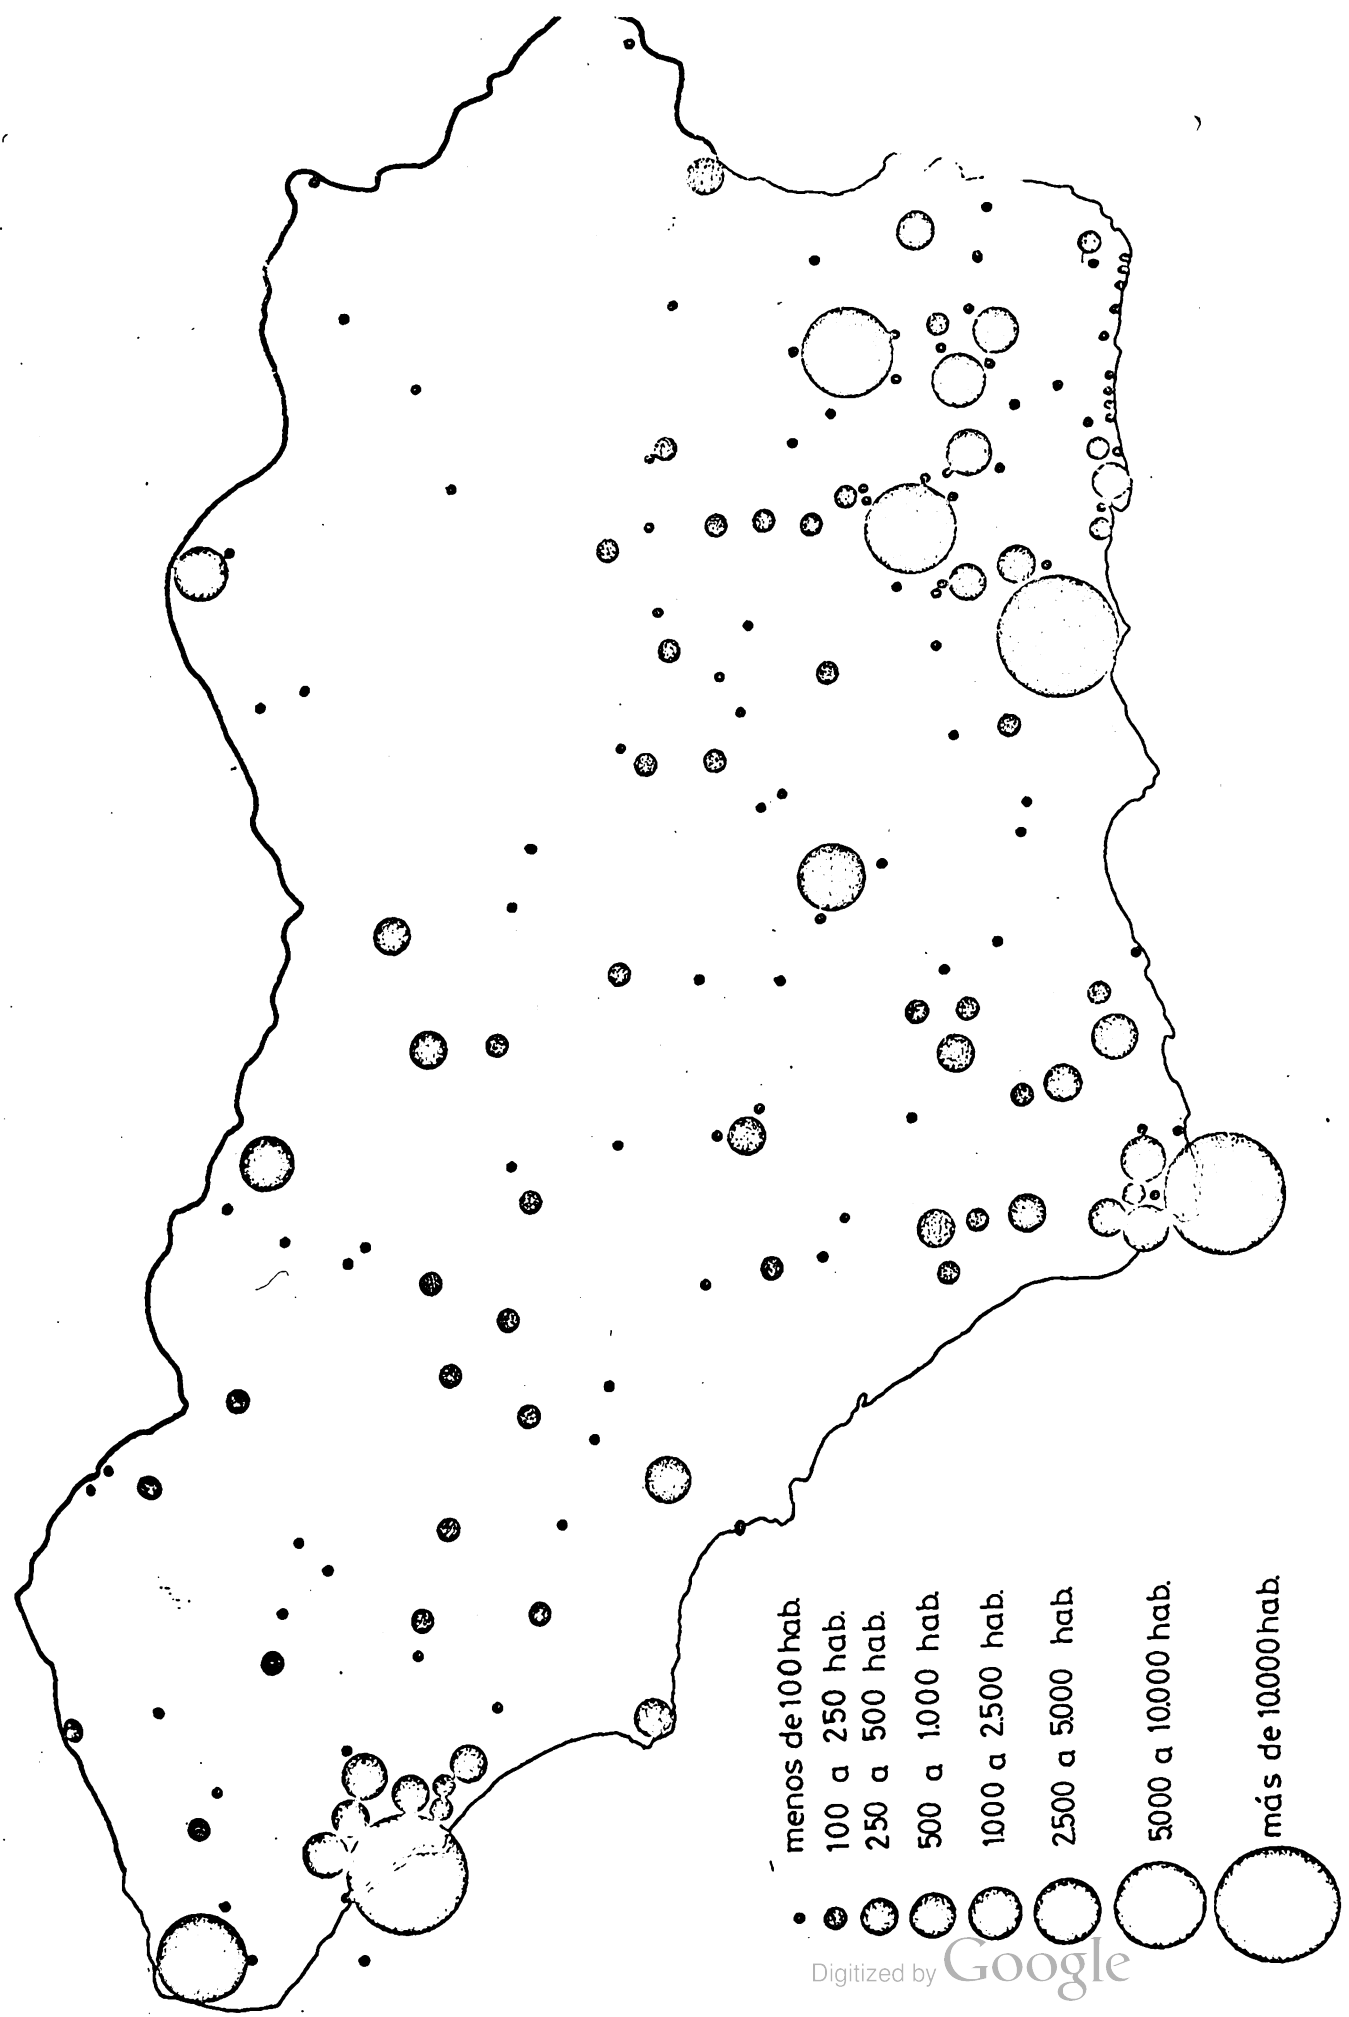 menos de 100 hab.
100 a 250 hab.
250 a 500 hab.
500 a 1.000 hab.
1.000 a 2.500 hab.
2.500 a 5.000 hab.
5.000 a 10.000 hab.
más de 10.000 hab.
Digitized by Google